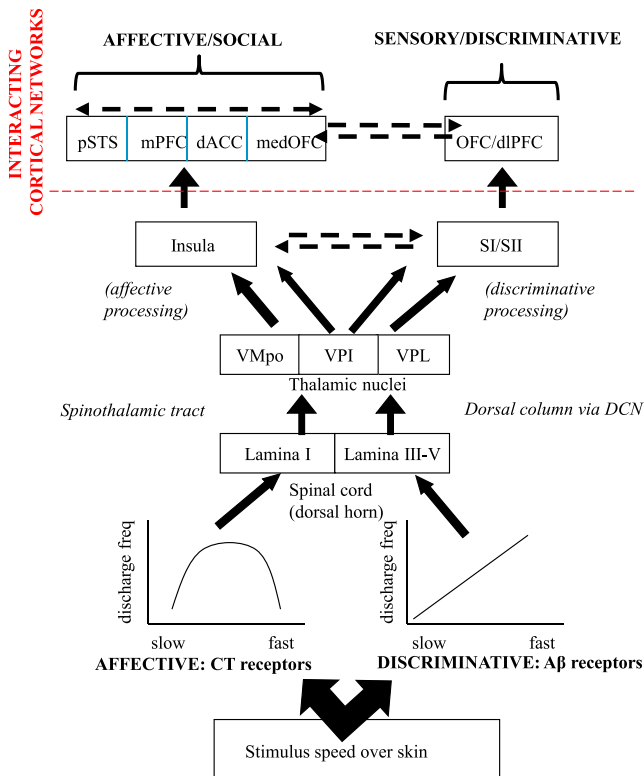 INTERACTING
CORTICAL NETWORKS
AFFECTIVE/SOCIAL
SENSORY/DISCRIMINATIVE
pSTS
mPFC
dACC
medOFC
OFC/dlPFC
Insula
SI/SII
(affective
processing)
(discriminative
processing)
VMpo
VPI
VPL
Thalamic nuclei
Spinothalamic tract
Dorsal column via DCN
Lamina I
Lamina III-V
Spinal cord
(dorsal horn)
discharge freq
slow
fast
AFFECTIVE: CT receptors
discharge freq
slow
fast
DISCRIMINATIVE: Aβ receptors
Stimulus speed over skin